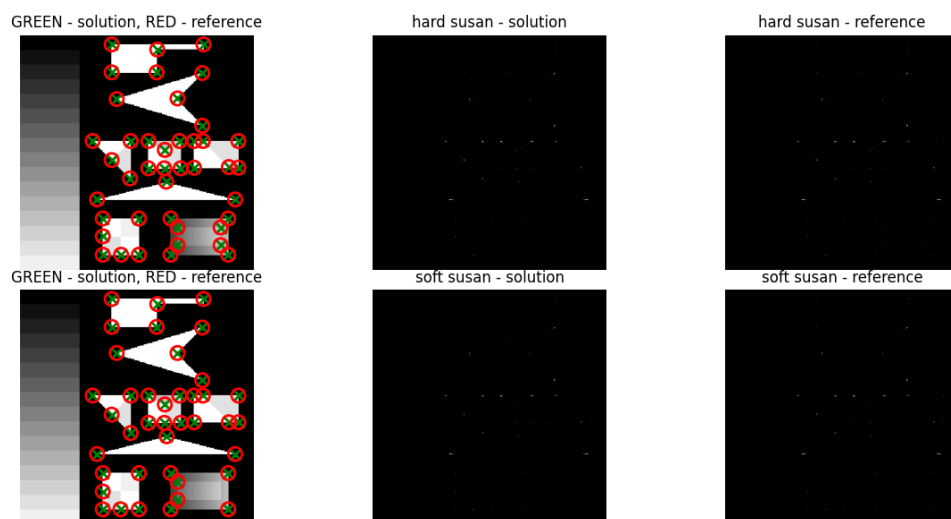 GREEN - solution, RED - reference
hard susan - solution
hard susan - reference
GREEN - solution, RED - reference
soft susan - solution
soft susan - reference